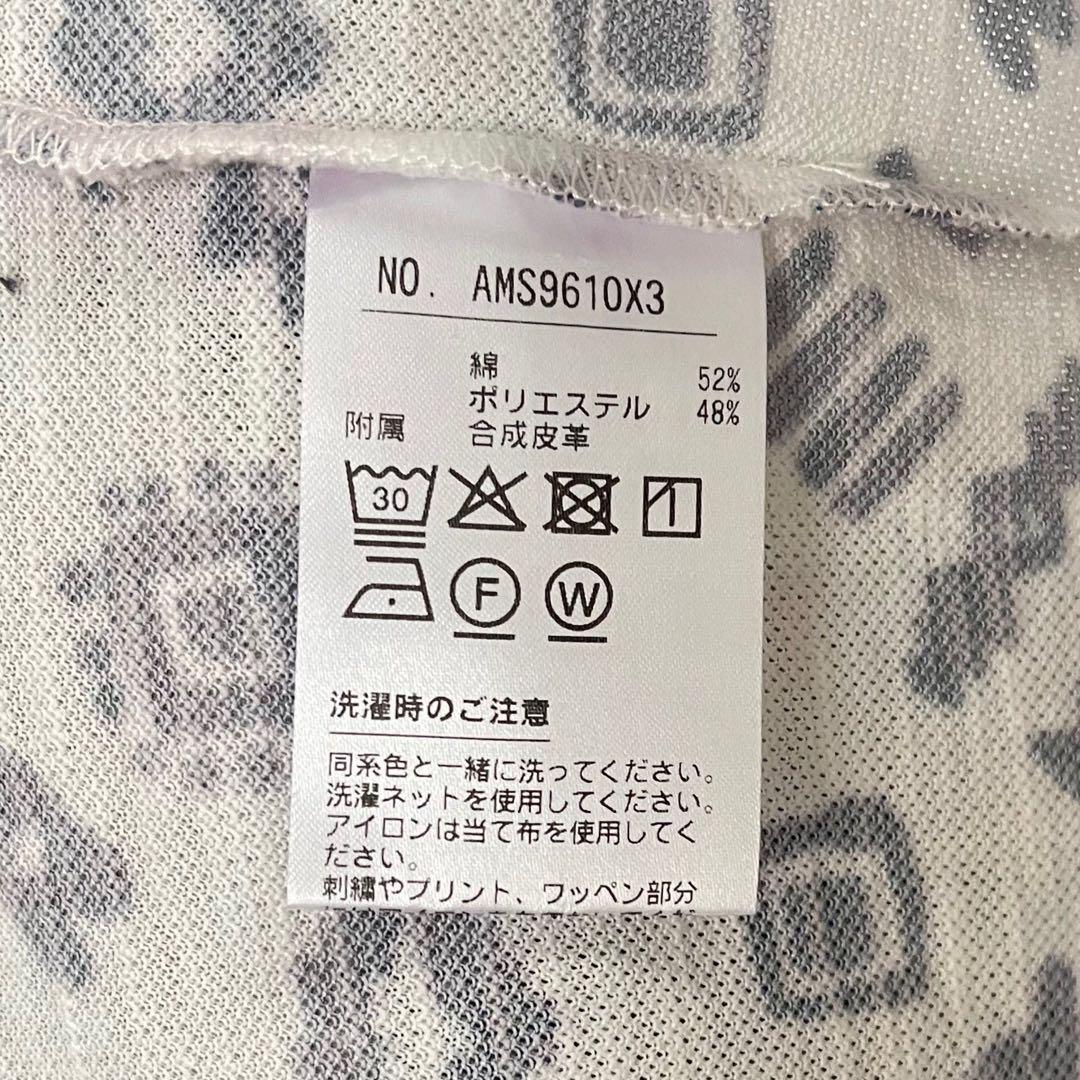 NO. AMS9610X3
綿 52%
ポリエステル 48%
附属 合成皮革
30
F W
洗濯時のご注意
同系色と一緒に洗ってください。
洗濯ネットを使用してください。
アイロンは当て布を使用してく
ださい。
刺繍やプリント、ワッペン部分